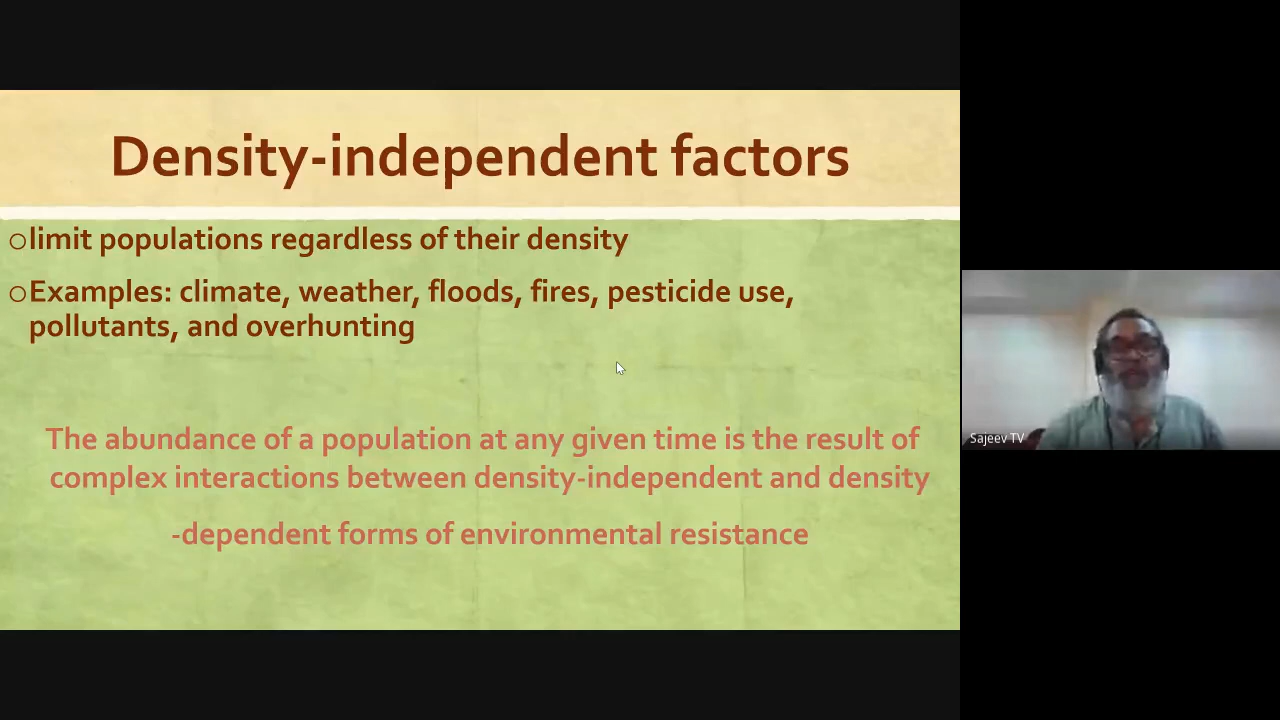 Density-independent factors
○limit populations regardless of their density
○Examples: climate, weather, floods, fires, pesticide use,
pollutants, and overhunting
The abundance of a population at any given time is the result of
complex interactions between density-independent and density
-dependent forms of environmental resistance
Sajeev TV